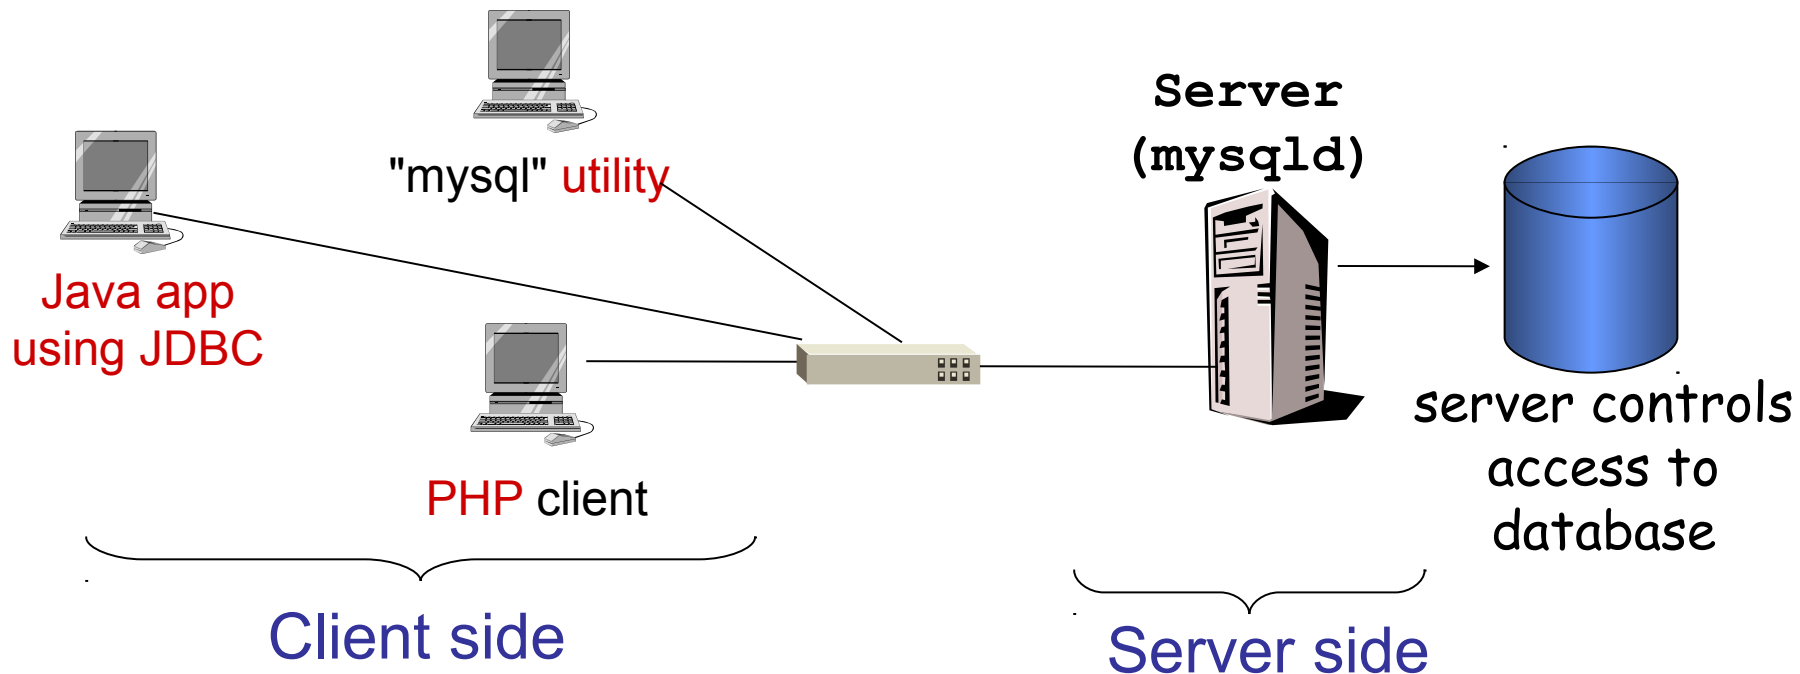 "mysql" utility
Java app
using JDBC
PHP client
Client side
Server
(mysqld)
server controls
access to
database
Server side